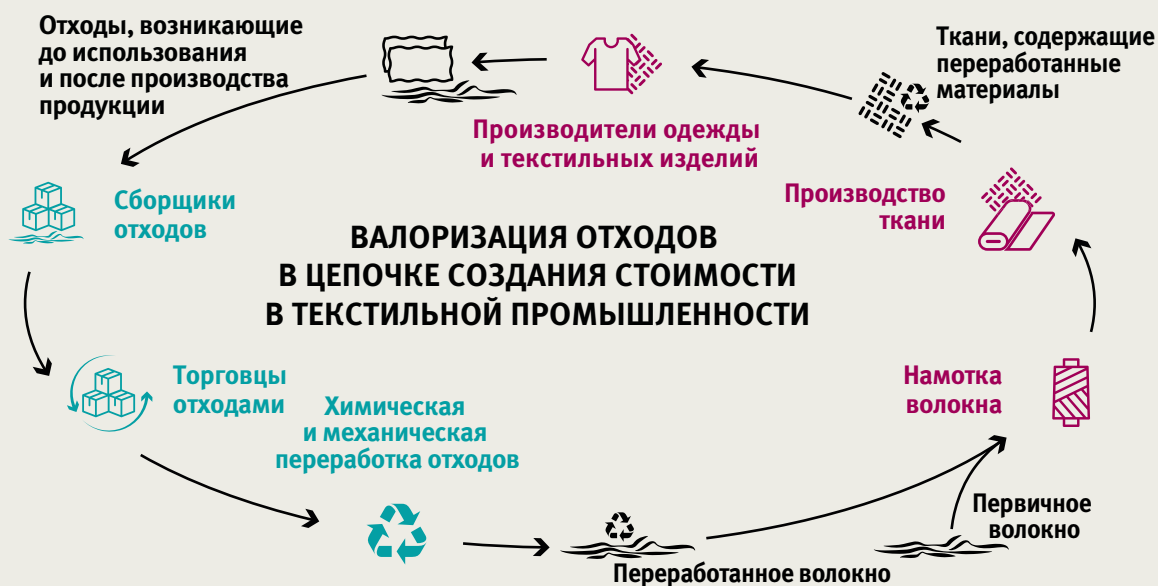 Отходы, возникающие
до использования
и после производства
продукции
Производители одежды
и текстильных изделий
Ткани, содержащие
переработанные
материалы
Сборщики
отходов
Производство
ткани
ВАЛОРИЗАЦИЯ ОТХОДОВ
В ЦЕПОЧКЕ СОЗДАНИЯ СТОИМОСТИ
В ТЕКСТИЛЬНОЙ ПРОМЫШЛЕННОСТИ
Торговцы
отходами
Химическая
и механическая
переработка отходов
Намотка
волокна
Первичное
волокно
Переработанное волокно